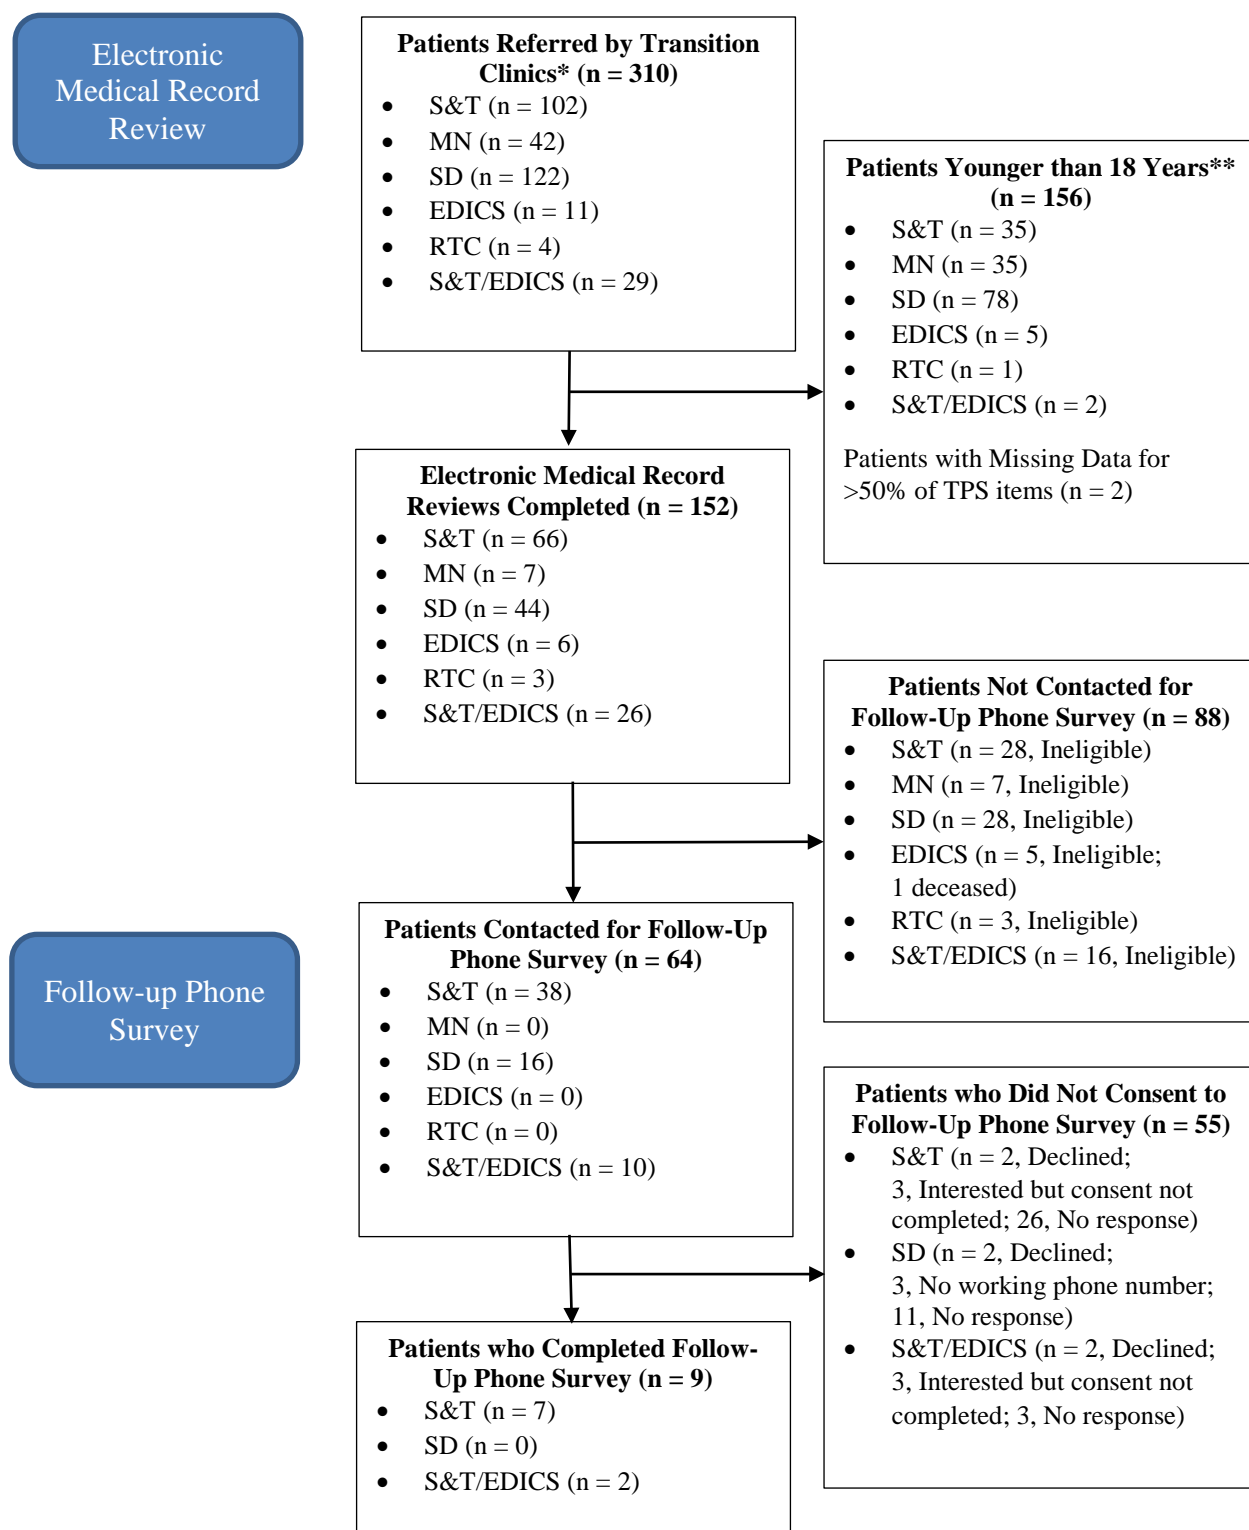 Electronic
Medical Record
Review
Patients Referred by Transition
Clinics* (n = 310)
• S&T (n = 102)
• MN (n = 42)
• SD (n = 122)
• EDICS (n = 11)
• RTC (n = 4)
• S&T/EDICS (n = 29)
Patients Younger than 18 Years**
(n = 156)
• S&T (n = 35)
• MN (n = 35)
• SD (n = 78)
• EDICS (n = 5)
• RTC (n = 1)
• S&T/EDICS (n = 2)
Patients with Missing Data for
>50% of TPS items (n = 2)
Electronic Medical Record
Reviews Completed (n = 152)
• S&T (n = 66)
• MN (n = 7)
• SD (n = 44)
• EDICS (n = 6)
• RTC (n = 3)
• S&T/EDICS (n = 26)
Patients Not Contacted for
Follow-Up Phone Survey (n = 88)
• S&T (n = 28, Ineligible)
• MN (n = 7, Ineligible)
• SD (n = 28, Ineligible)
• EDICS (n = 5, Ineligible;
1 deceased)
• RTC (n = 3, Ineligible)
• S&T/EDICS (n = 16, Ineligible)
Follow-up Phone
Survey
Patients Contacted for Follow-Up
Phone Survey (n = 64)
• S&T (n = 38)
• MN (n = 0)
• SD (n = 16)
• EDICS (n = 0)
• RTC (n = 0)
• S&T/EDICS (n = 10)
Patients who Did Not Consent to
Follow-Up Phone Survey (n = 55)
• S&T (n = 2, Declined;
3, Interested but consent not
completed; 26, No response)
• SD (n = 2, Declined;
3, No working phone number;
11, No response)
• S&T/EDICS (n = 2, Declined;
3, Interested but consent not
completed; 3, No response)
Patients who Completed Follow-
Up Phone Survey (n = 9)
• S&T (n = 7)
• SD (n = 0)
• S&T/EDICS (n = 2)